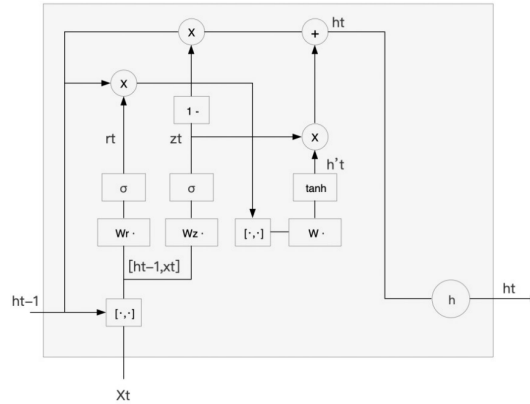 X + ht
X
1 -
rt zt X
h't
σ σ tanh
Wr · Wz · [·,·] W ·
[ht-1,xt]
ht-1 [·,·] h ht
Xt